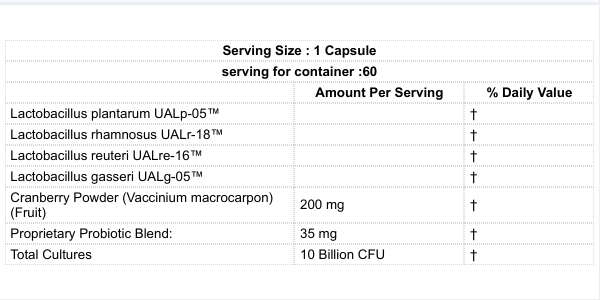 Serving Size : 1 Capsule
serving for container :60
Amount Per Serving % Daily Value
Lactobacillus plantarum UALp-05™ †
Lactobacillus rhamnosus UALr-18™ †
Lactobacillus reuteri UALre-16™ †
Lactobacillus gasseri UALg-05™ †
Cranberry Powder (Vaccinium macrocarpon)
(Fruit) 200 mg †
Proprietary Probiotic Blend: 35 mg †
Total Cultures 10 Billion CFU †